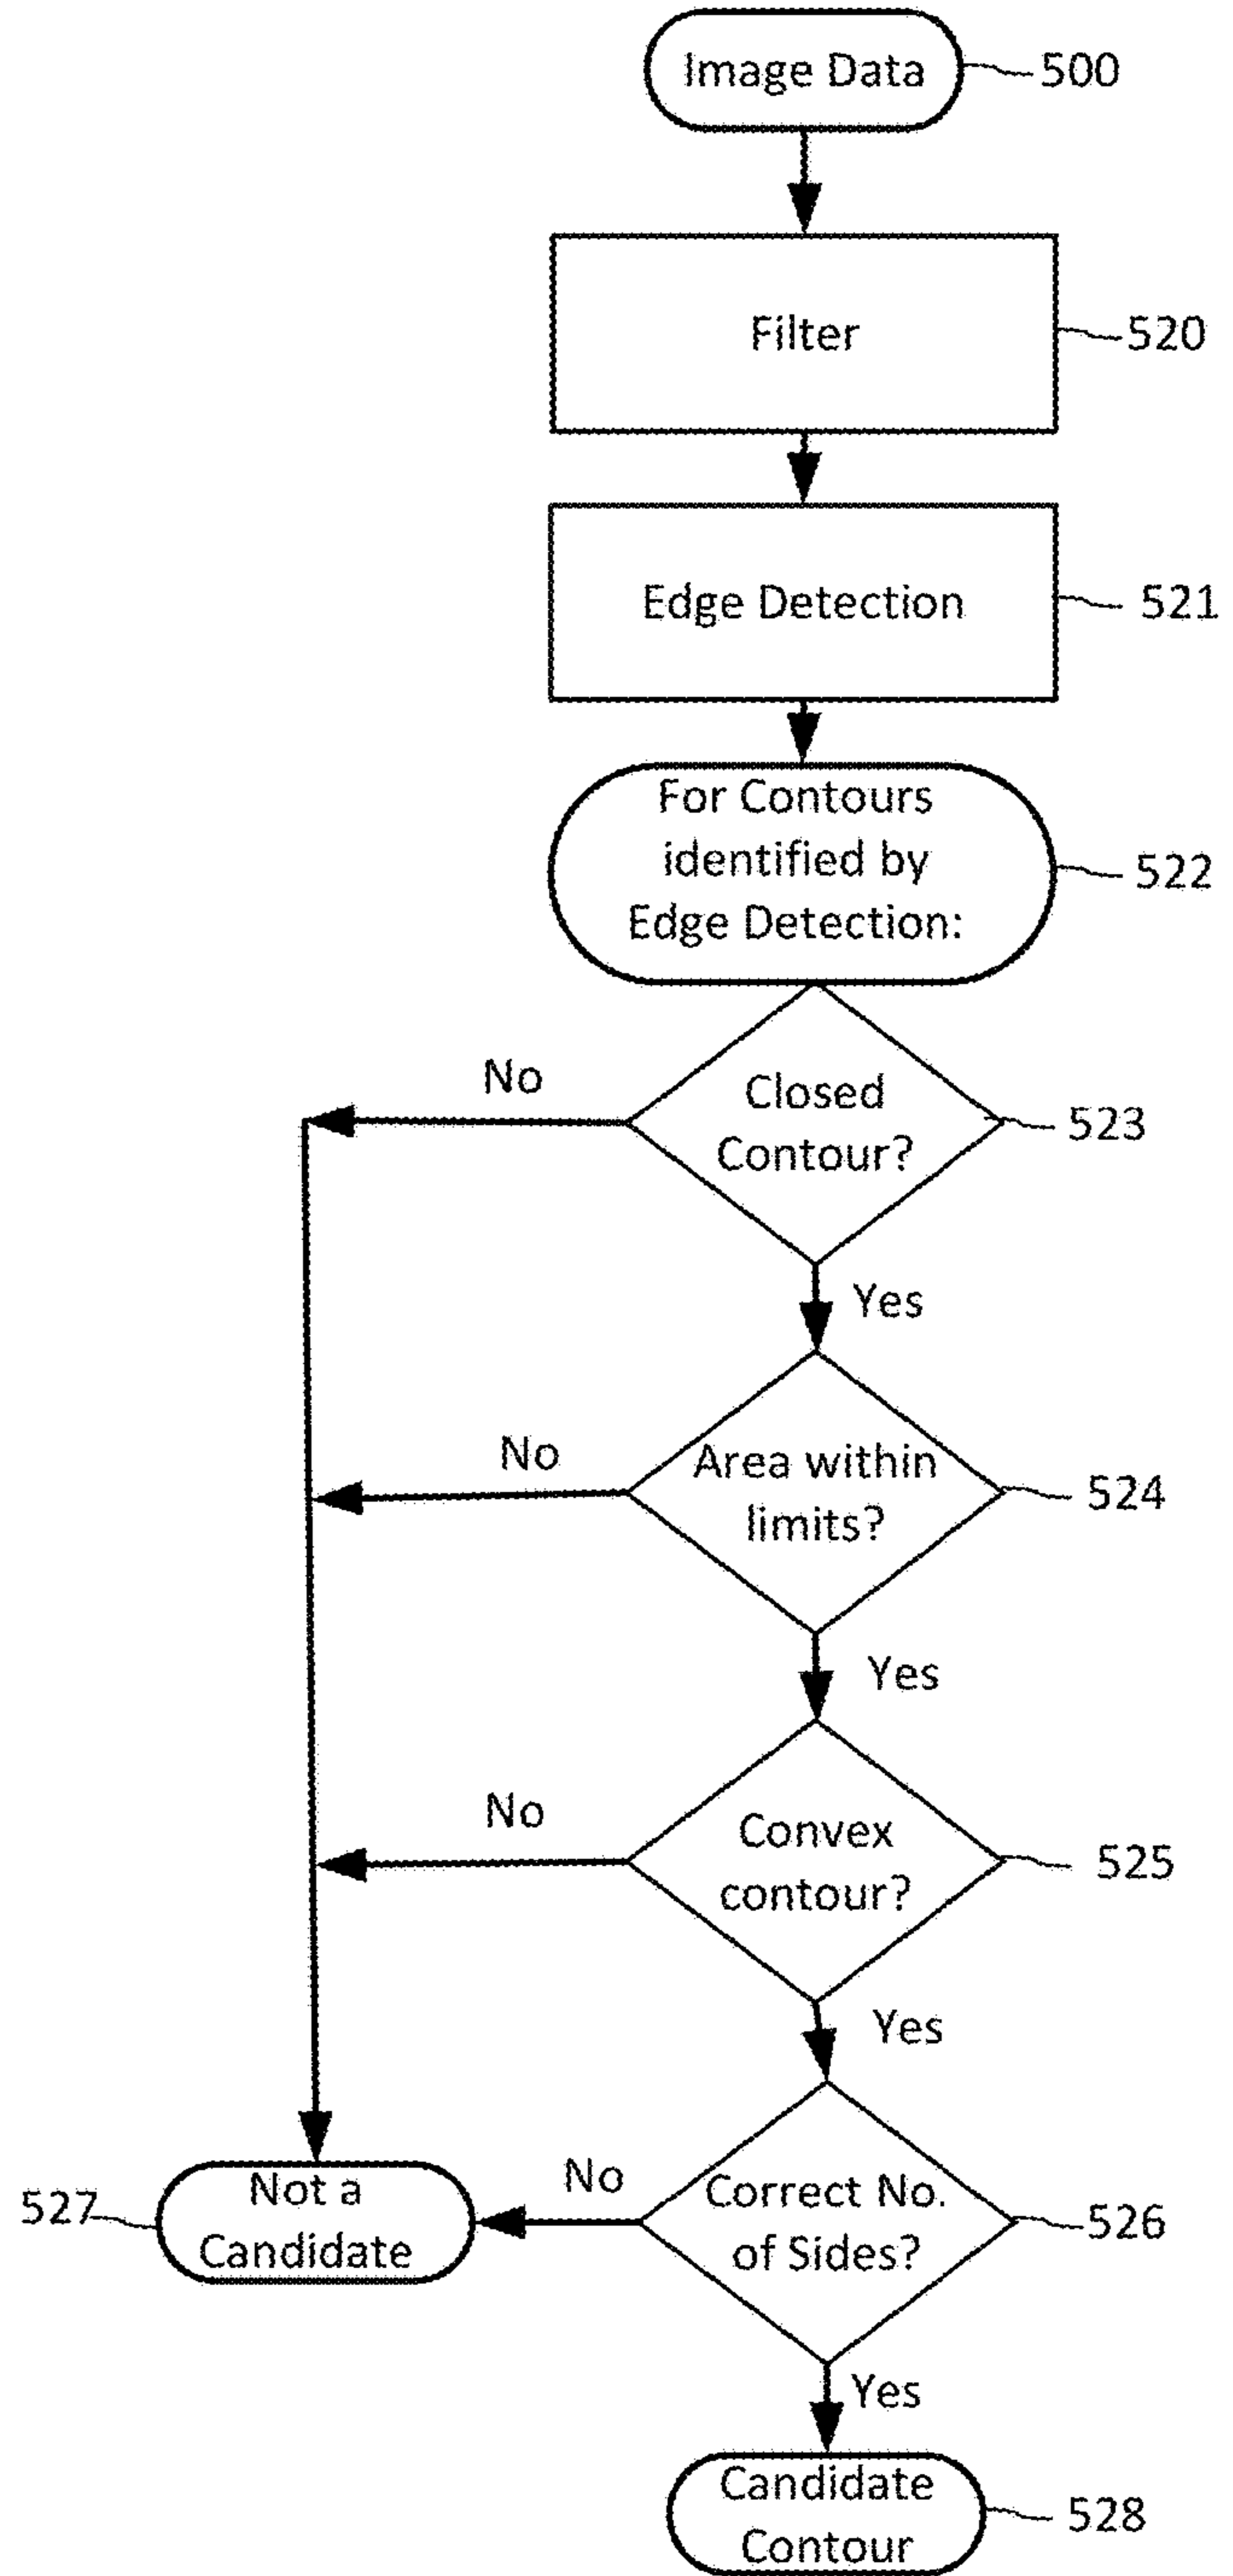 Image Data
500
Filter
520
Edge Detection
521
For Contours
identified by
Edge Detection:
522
No
Closed
Contour?
523
Yes
No
Area within
limits?
524
Yes
No
Convex
contour?
525
Yes
527
Not a
Candidate
No
Correct No.
of Sides?
526
Yes
Candidate
Contour
528